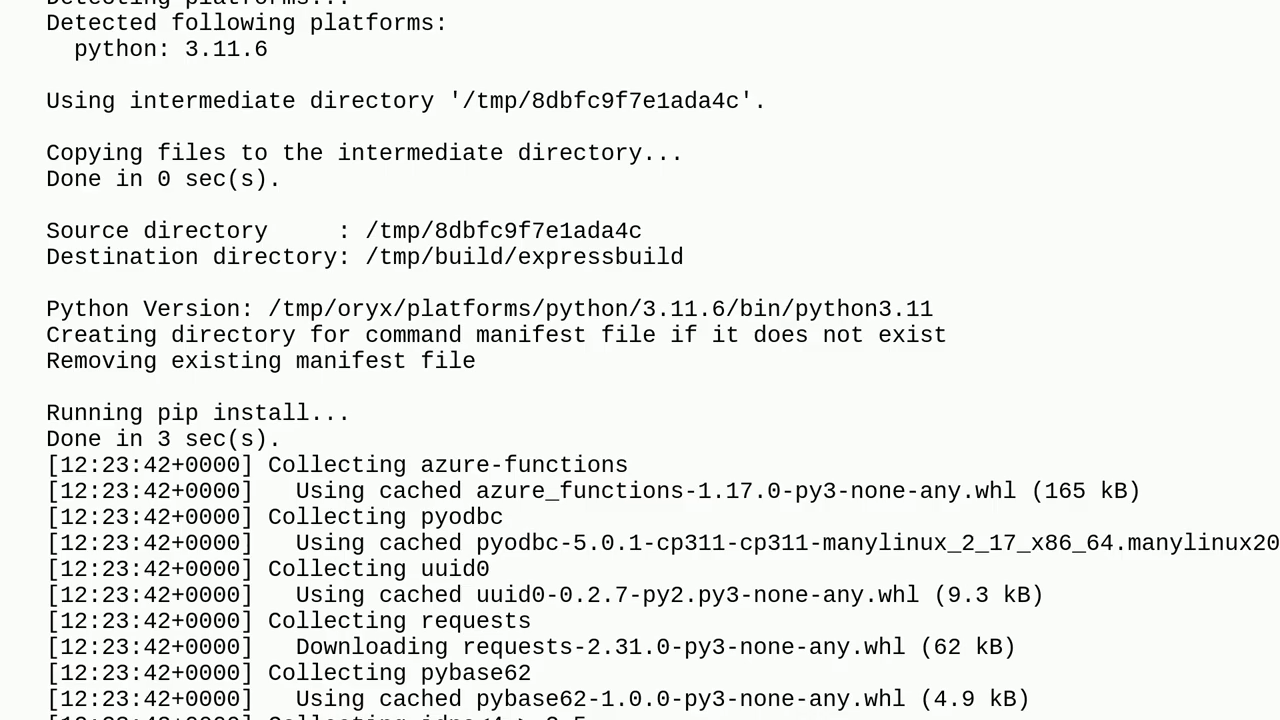 Detecting platforms...
Detected following platforms:
  python: 3.11.6
Using intermediate directory '/tmp/8dbfc9f7e1ada4c'.
Copying files to the intermediate directory...
Done in 0 sec(s).
Source directory     : /tmp/8dbfc9f7e1ada4c
Destination directory: /tmp/build/expressbuild
Python Version: /tmp/oryx/platforms/python/3.11.6/bin/python3.11
Creating directory for command manifest file if it does not exist
Removing existing manifest file
Running pip install...
Done in 3 sec(s).
[12:23:42+0000] Collecting azure-functions
[12:23:42+0000]   Using cached azure_functions-1.17.0-py3-none-any.whl (165 kB)
[12:23:42+0000] Collecting pyodbc
[12:23:42+0000]   Using cached pyodbc-5.0.1-cp311-cp311-manylinux_2_17_x86_64.manylinux20
[12:23:42+0000] Collecting uuid0
[12:23:42+0000]   Using cached uuid0-0.2.7-py2.py3-none-any.whl (9.3 kB)
[12:23:42+0000] Collecting requests
[12:23:42+0000]   Downloading requests-2.31.0-py3-none-any.whl (62 kB)
[12:23:42+0000] Collecting pybase62
[12:23:42+0000]   Using cached pybase62-1.0.0-py3-none-any.whl (4.9 kB)
[12:23:42+0000] Collecting